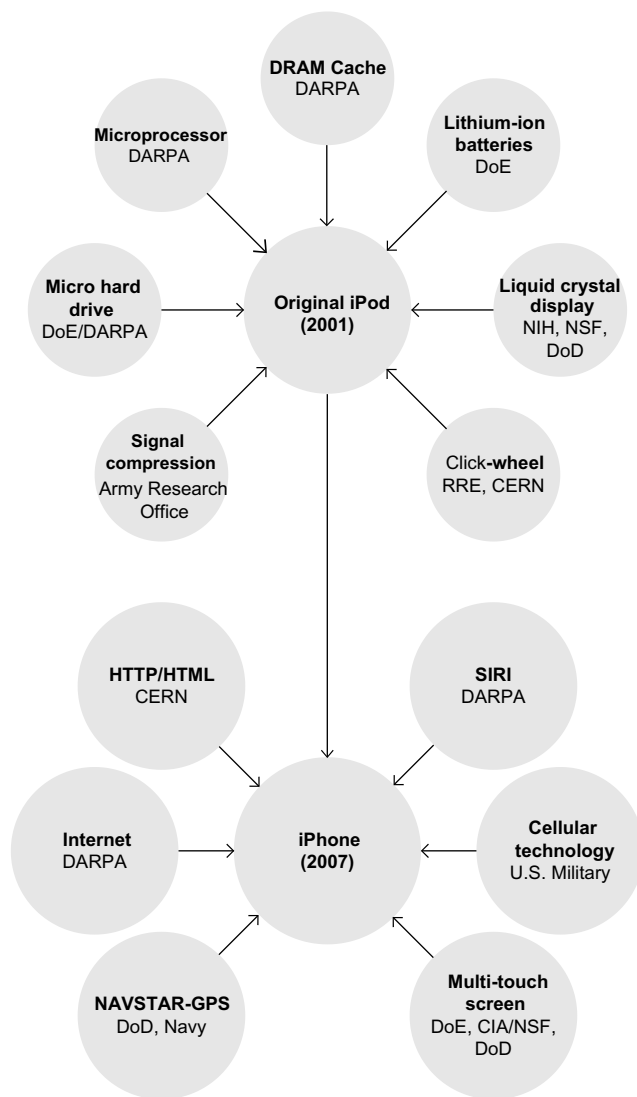 DRAM Cache
DARPA
Microprocessor
DARPA
Lithium-ion
batteries
DoE
Micro hard
drive
DoE/DARPA
Original iPod
(2001)
Liquid crystal
display
NIH, NSF,
DoD
Signal
compression
Army Research
Office
Click-wheel
RRE, CERN
HTTP/HTML
CERN
SIRI
DARPA
Internet
DARPA
iPhone
(2007)
Cellular
technology
U.S. Military
NAVSTAR-GPS
DoD, Navy
Multi-touch
screen
DoE, CIA/NSF,
DoD